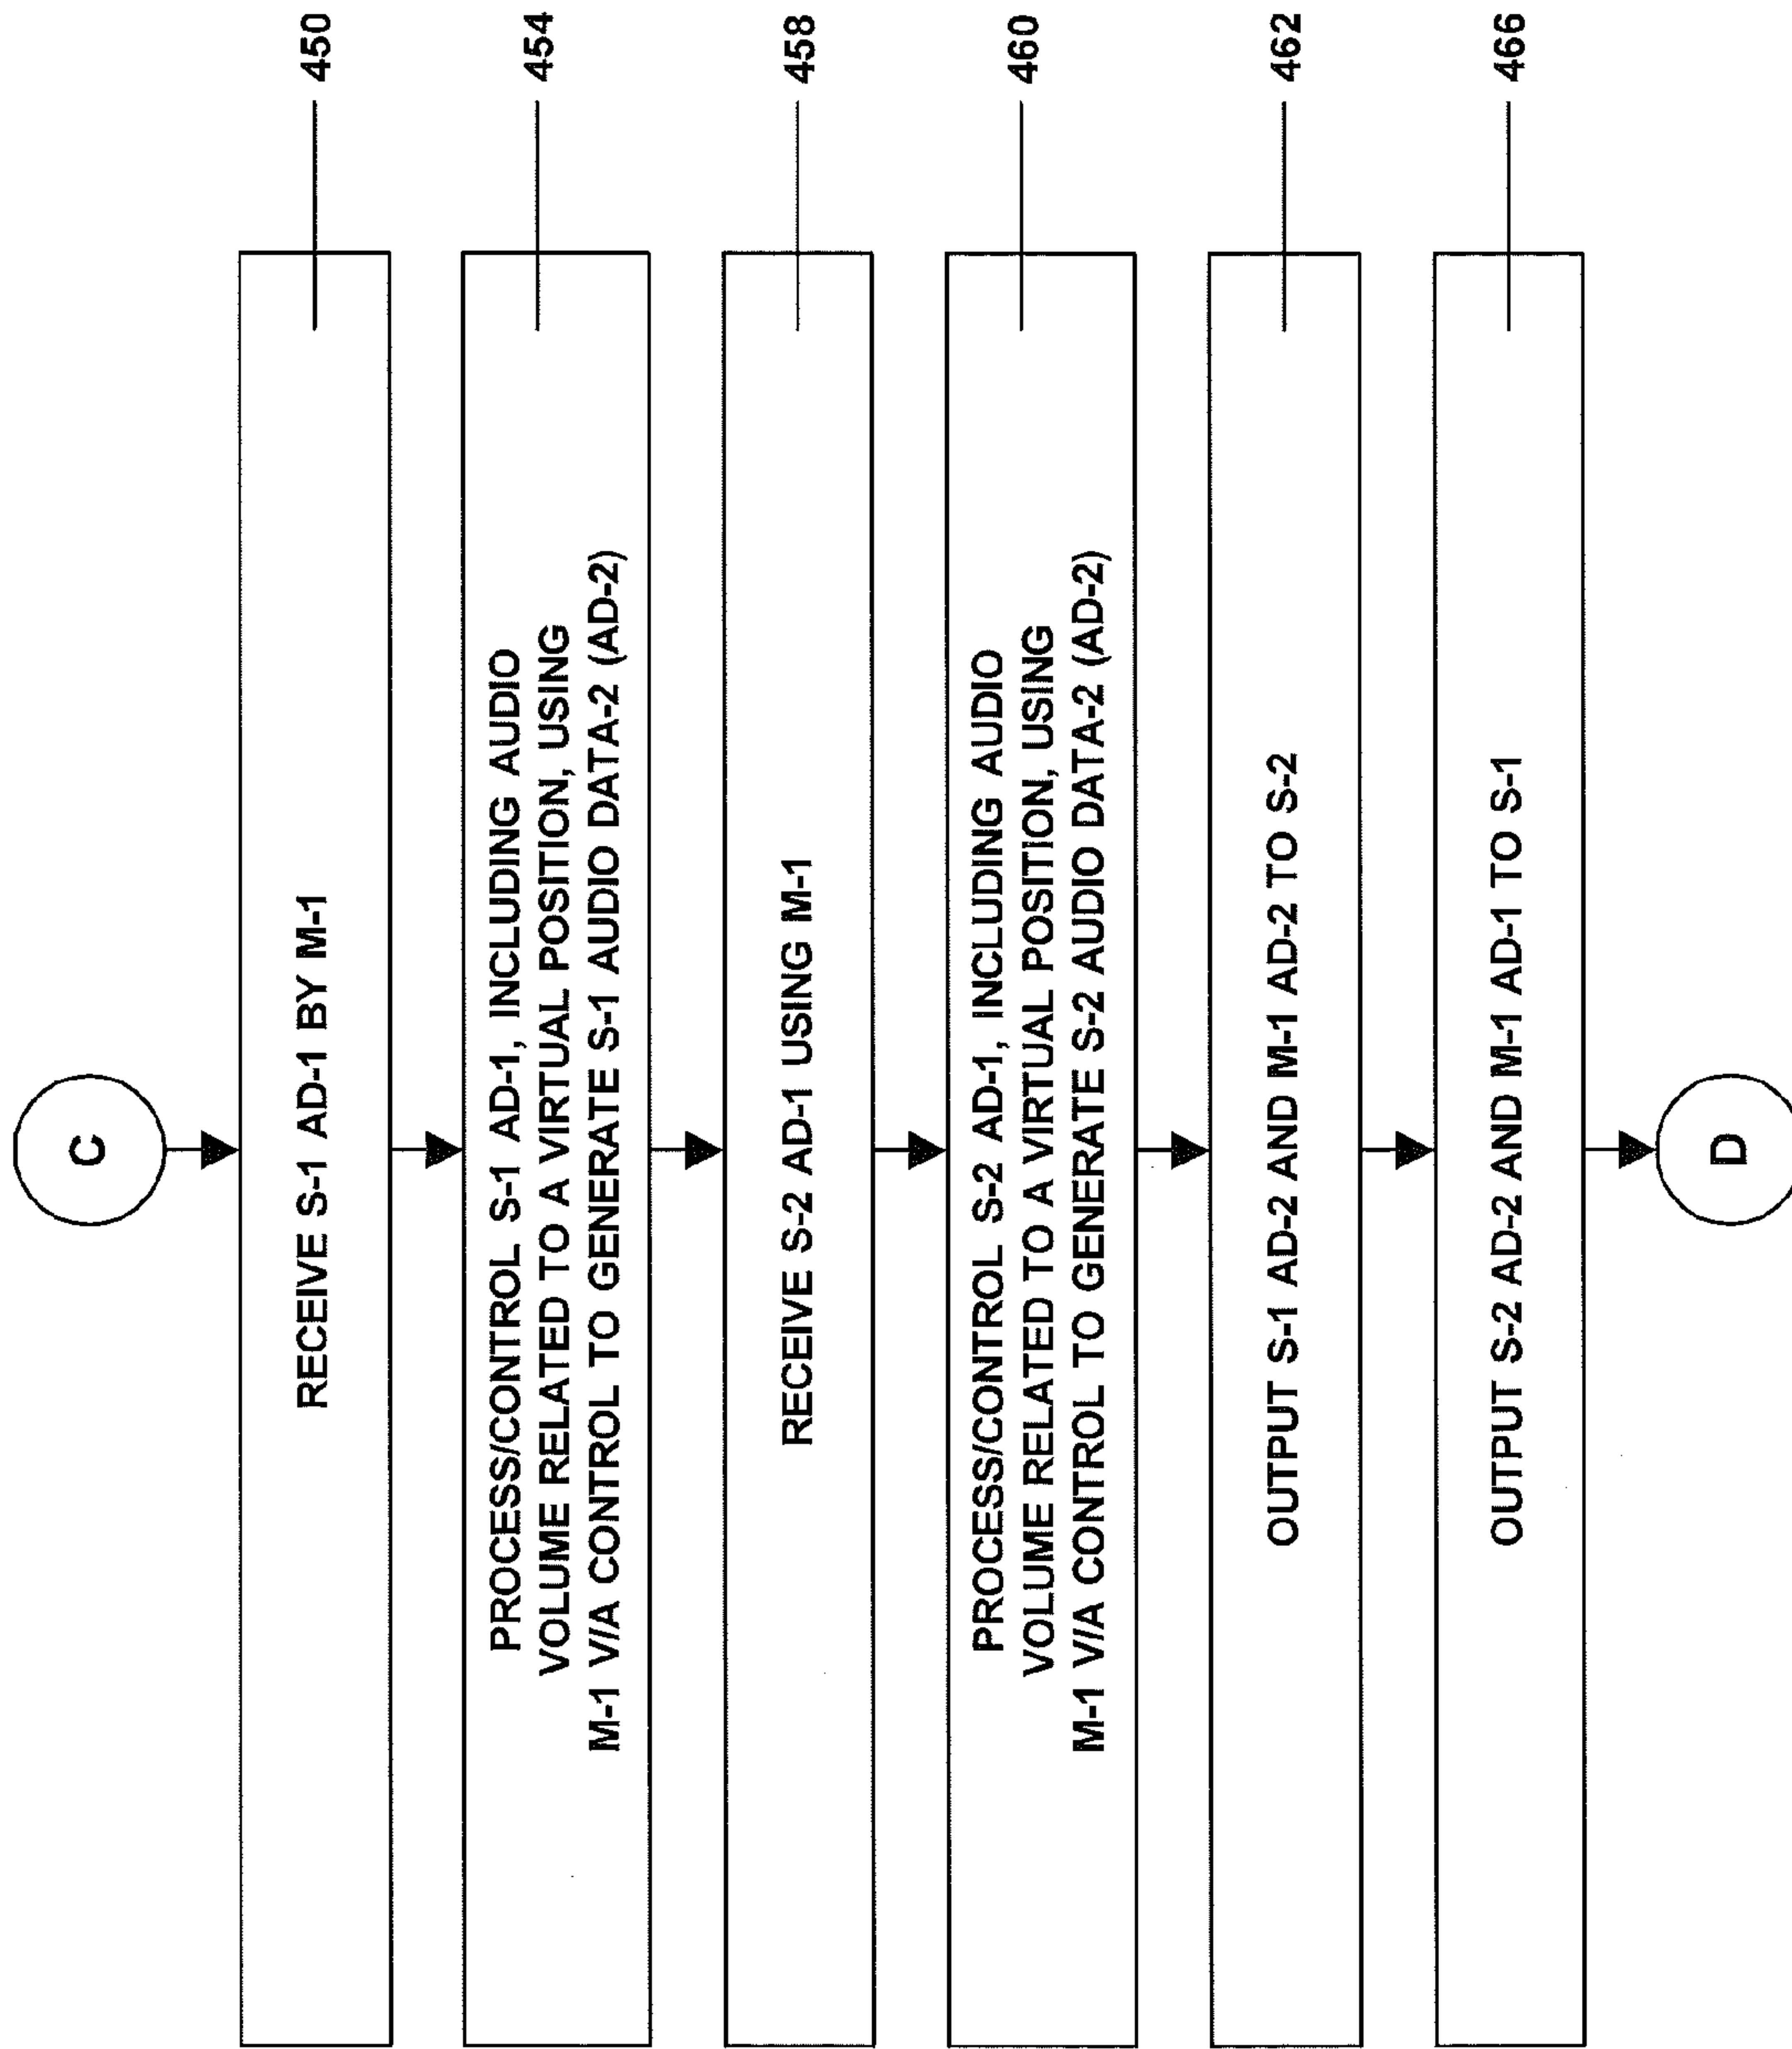 C
RECEIVE S-1 AD-1 BY M-1
450
PROCESS/CONTROL S-1 AD-1, INCLUDING AUDIO
VOLUME RELATED TO A VIRTUAL POSITION, USING
M-1 V/A CONTROL TO GENERATE S-1 AUDIO DATA-2 (AD-2)
454
RECEIVE S-2 AD-1 USING M-1
458
PROCESS/CONTROL S-2 AD-1, INCLUDING AUDIO
VOLUME RELATED TO A VIRTUAL POSITION, USING
M-1 V/A CONTROL TO GENERATE S-2 AUDIO DATA-2 (AD-2)
460
OUTPUT S-1 AD-2 AND M-1 AD-2 TO S-2
462
OUTPUT S-2 AD-2 AND M-1 AD-1 TO S-1
466
D